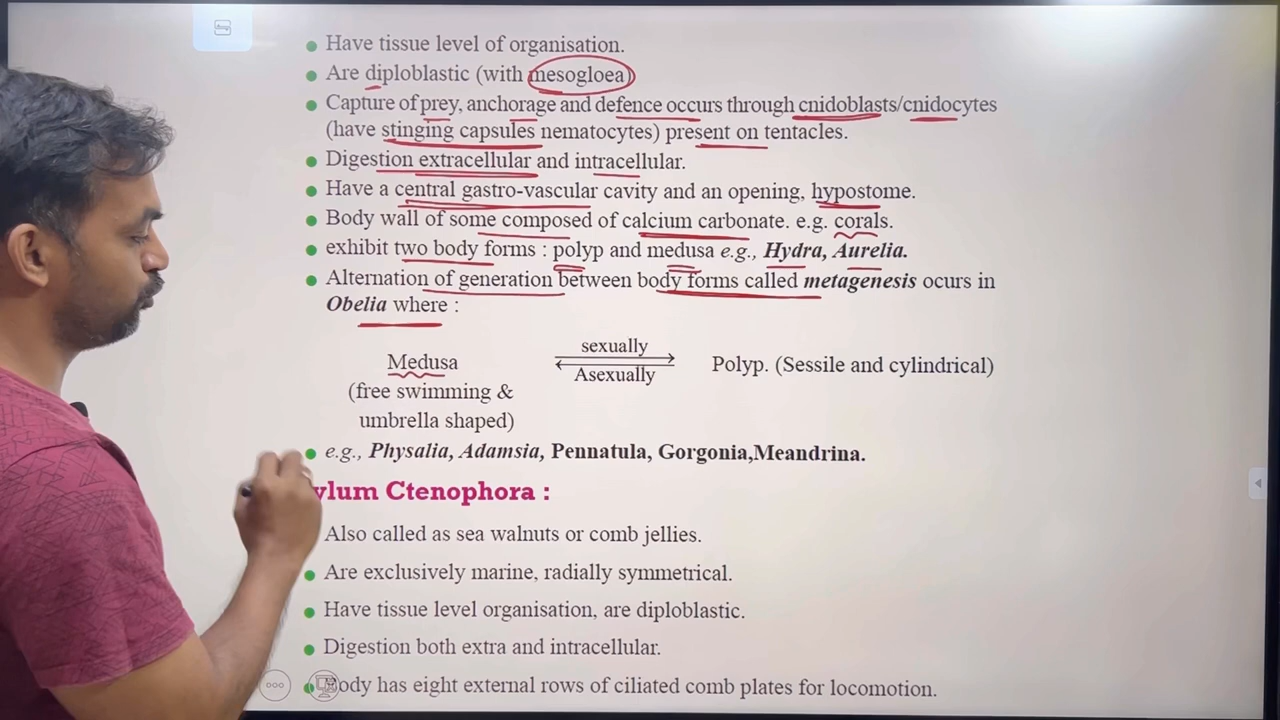 Have tissue level of organisation.
Are diploblastic (with mesogloea)
Capture of prey, anchorage and defence occurs through cnidoblasts/cnidocytes
(have stinging capsules nematocytes) present on tentacles.
Digestion extracellular and intracellular.
Have a central gastro-vascular cavity and an opening, hypostome.
Body wall of some composed of calcium carbonate. e.g. corals.
exhibit two body forms : polyp and medusa e.g., Hydra, Aurelia.
Alternation of generation between body forms called metagenesis ocurs in
Obelia where :
sexually
Medusa Polyp. (Sessile and cylindrical)
Asexually
(free swimming &
umbrella shaped)
e.g., Physalia, Adamsia, Pennatula, Gorgonia,Meandrina.
ylum Ctenophora :
Also called as sea walnuts or comb jellies.
Are exclusively marine, radially symmetrical.
Have tissue level organisation, are diploblastic.
Digestion both extra and intracellular.
Body has eight external rows of ciliated comb plates for locomotion.